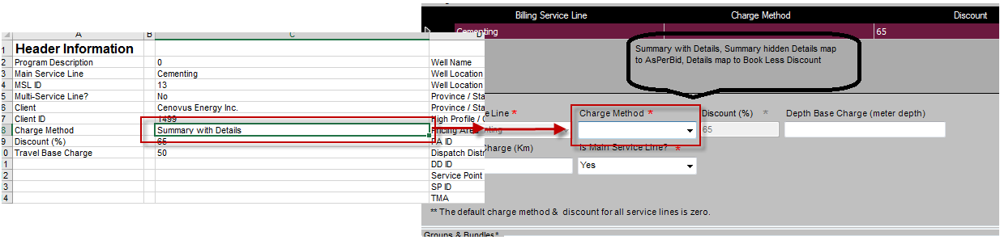 Billing Service Line Charge Method Discount
Cementing 65
A B C D
1 Header Information
2 Program Description 0 Well Name
3 Main Service Line Cementing Well Location
4 MSL ID 13 Well Location
5 Multi-Service Line? No Province / Sta
6 Client Cenovus Energy Inc. Province / Sta
7 Client ID 1499 High Profile / C
8 Charge Method Summary with Details Pricing Area
9 Discount (%) 65 PA ID
0 Travel Base Charge 50 Dispatch Distr
1 DD ID
2 Service Point
3 SP ID
4 TMA
Summary with Details, Summary hidden Details map
to AsPerBid, Details map to Book Less Discount
e Line * Charge Method * Discount (%) * Depth Base Charge (meter depth)
nting 65
harge (Km) Is Main Service Line? *
Yes
** The default charge method & discount for all service lines is zero.
Groups & Bundles*